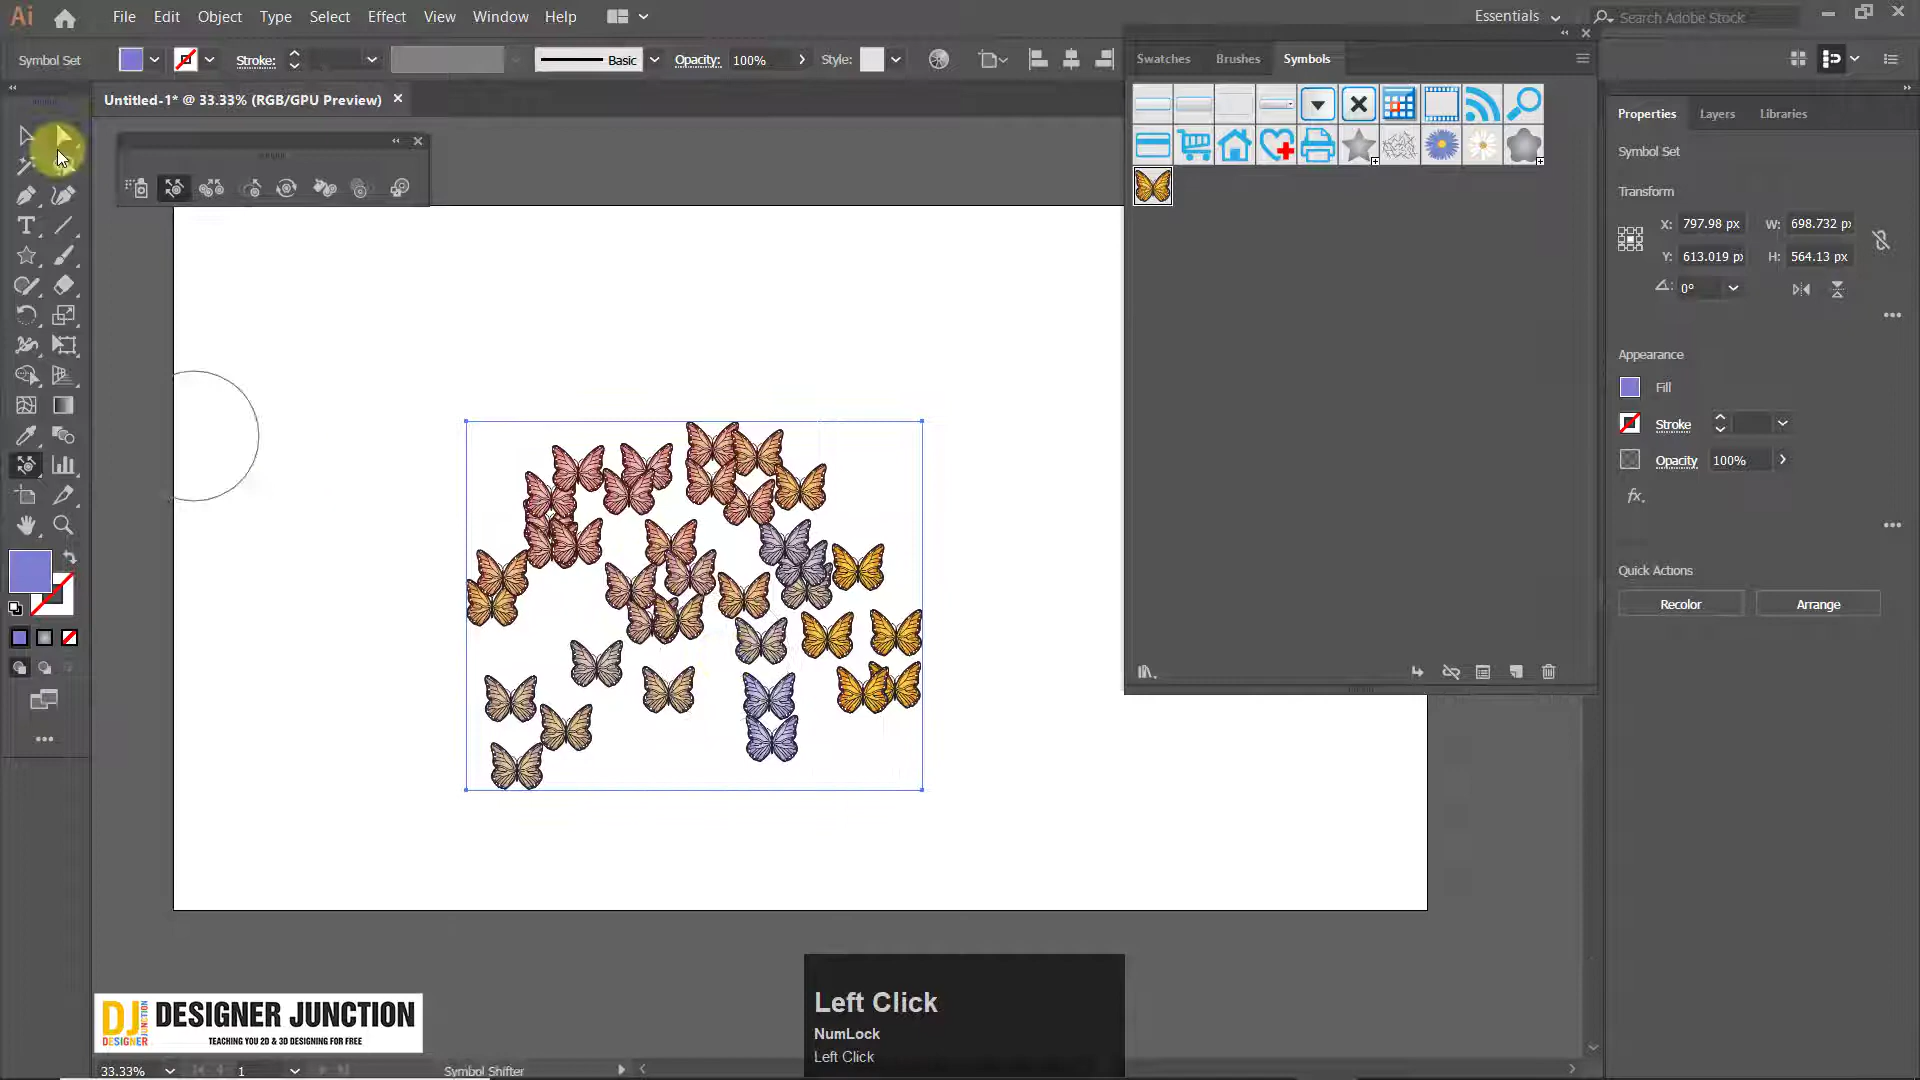 Ai File Edit Object Type Select Effect View Window Help Essentials Search Adobe Stock
Symbol Set Stroke: Basic Opacity: 100% Style:
Swatches Brushes Symbols
Untitled-1* @ 33.33% (RGB/GPU Preview)
Properties Layers Libraries
Symbol Set
Transform
X: 797.98 px W: 698.732 p
Y: 613.019 p H: 564.13 px
0°
Appearance
Fill
Stroke
Opacity 100%
fx
Quick Actions
Recolor Arrange
Left Click
NumLock
Left Click
DJ DESIGNER JUNCTION
DESIGNER TEACHING YOU 2D & 3D DESIGNING FOR FREE
33.33% 1 Symbol Shifter